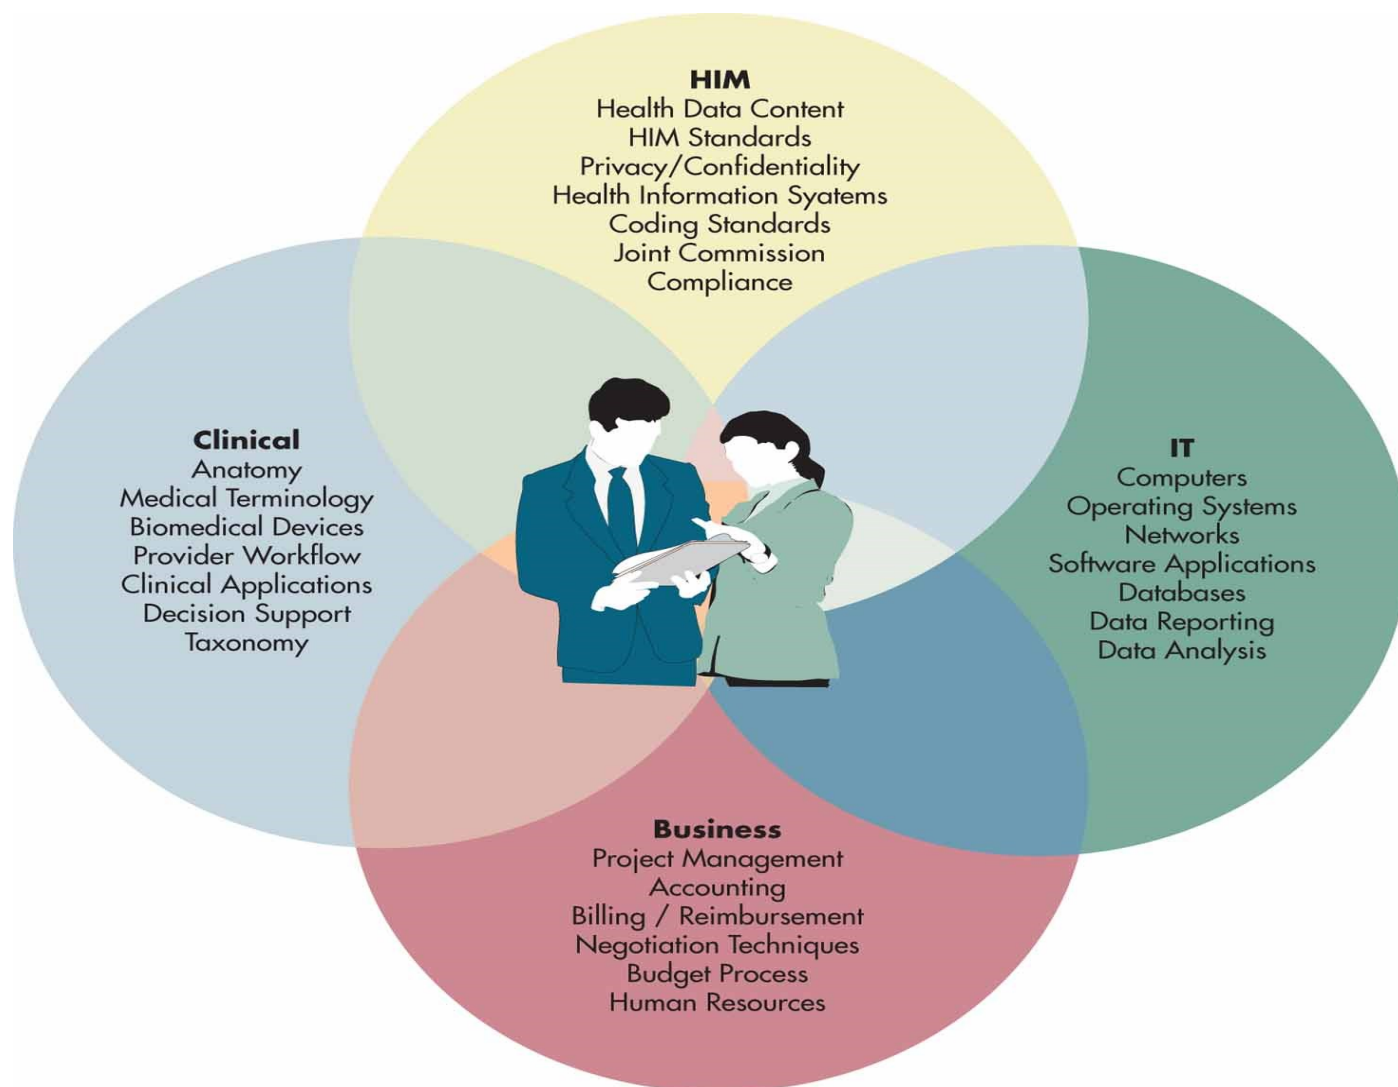 HIM
Health Data Content
HIM Standards
Privacy/Confidentiality
Health Information Syatems
Coding Standards
Joint Commission
Compliance
Clinical
Anatomy
Medical Terminology
Biomedical Devices
Provider Workflow
Clinical Applications
Decision Support
Taxonomy
IT
Computers
Operating Systems
Networks
Software Applications
Databases
Data Reporting
Data Analysis
Business
Project Management
Accounting
Billing / Reimbursement
Negotiation Techniques
Budget Process
Human Resources